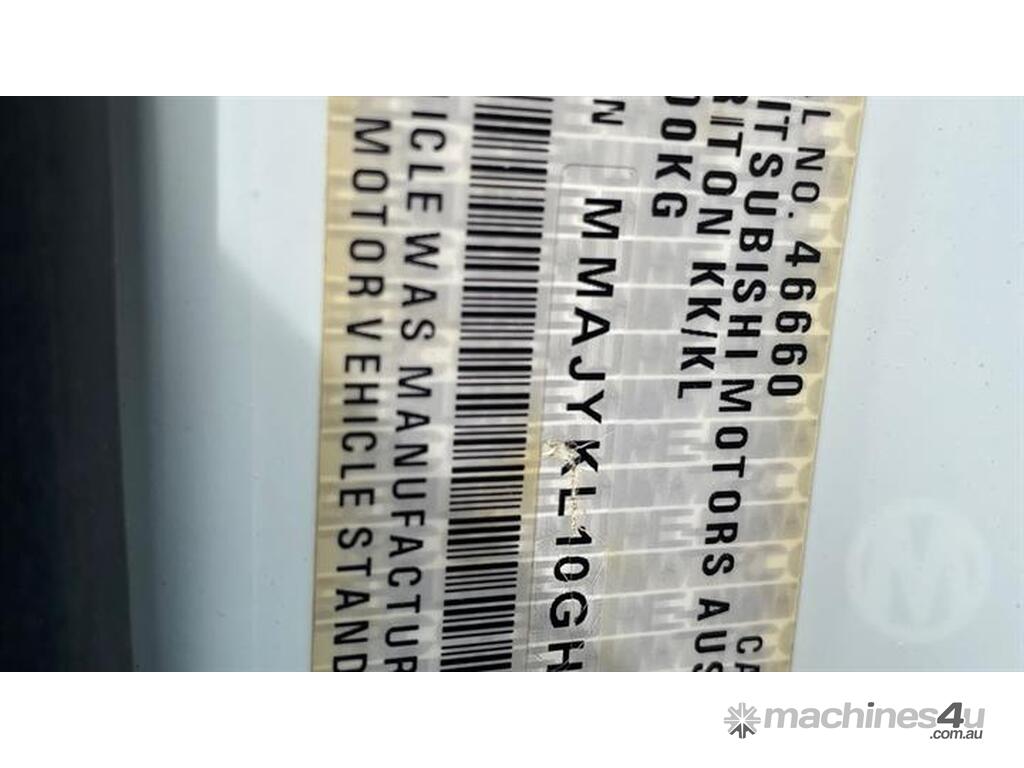 L NO. 46660 CA
ITSUBISHI MOTORS AUS
RITON KK/KL
00KG
N MMAJYKL10GH
ICLE WAS MANUFACTUR
MOTOR VEHICLE STAND
M
machines4u
.com.au